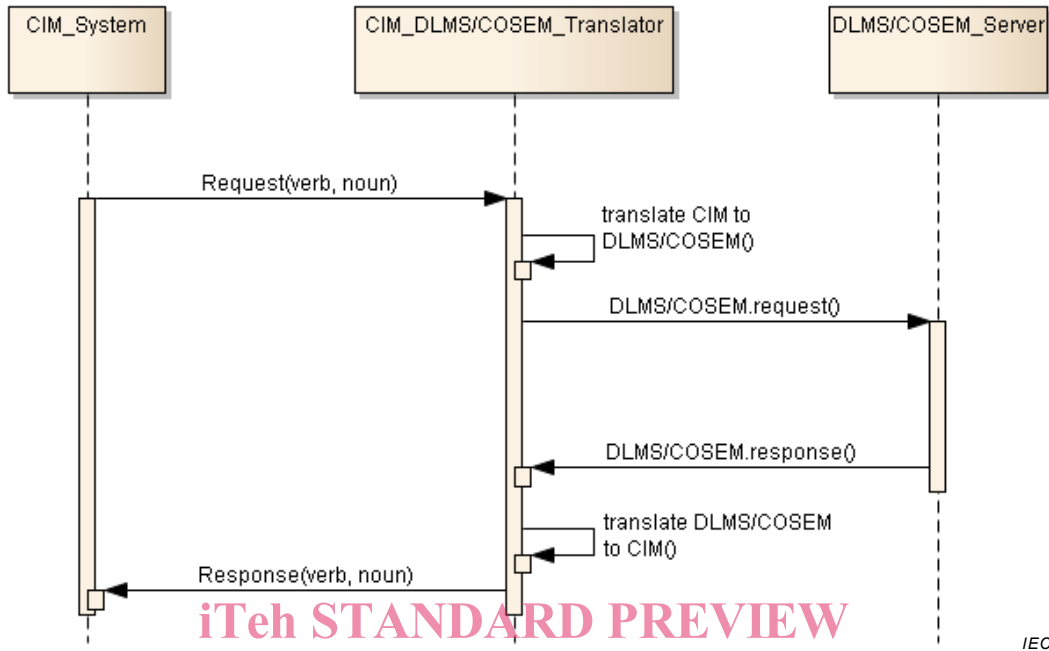 CIM_System
CIM_DLMS/COSEM_Translator
DLMS/COSEM_Server
Request(verb, noun)
translate CIM to
DLMS/COSEM()
DLMS/COSEM.request()
DLMS/COSEM.response()
translate DLMS/COSEM
to CIM()
Response(verb, noun)
iTeh STANDARD PREVIEW
IEC